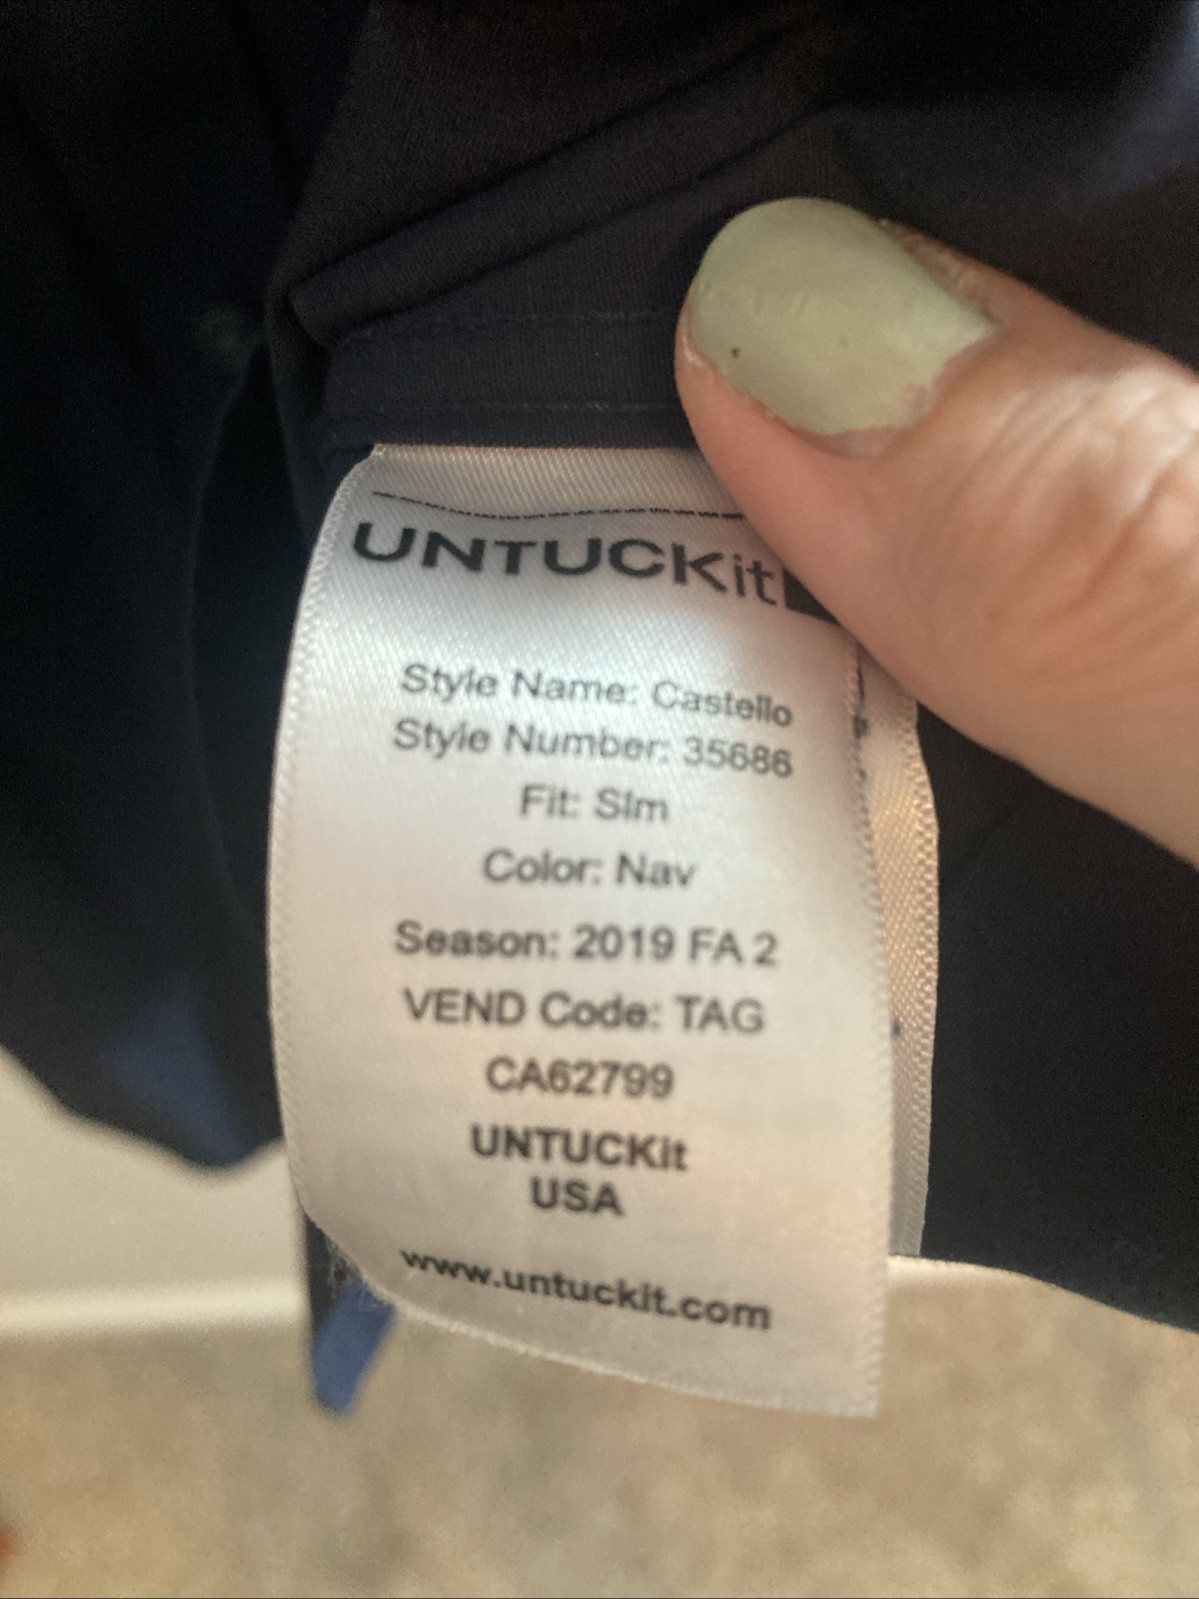 UNTUCKit
Style Name: Castello
Style Number: 35686
Fit: Slm
Color: Nav
Season: 2019 FA 2
VEND Code: TAG
CA62799
UNTUCKit
USA
www.untuckit.com